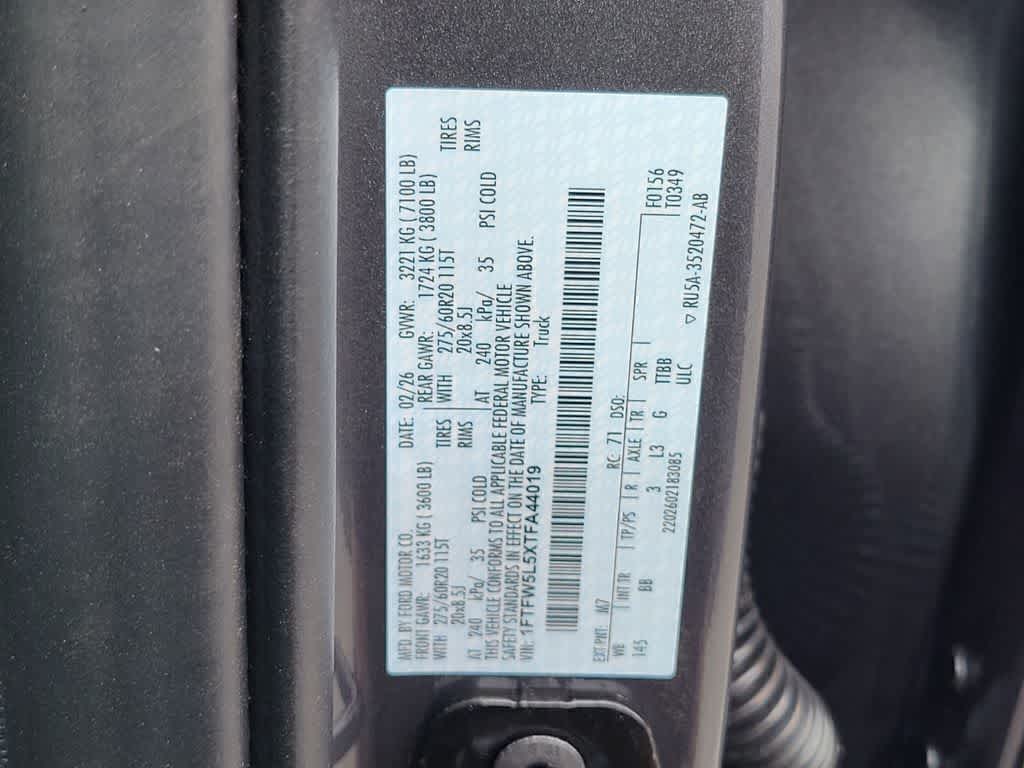 MFD. BY FORD MOTOR CO. DATE: 02/26 GVWR: 3221 KG ( 7100 LB)
FRONT GAWR: 1633 KG ( 3600 LB) REAR GAWR: 1724 KG ( 3800 LB)
WITH 275/60R20 115T TIRES WITH 275/60R20 115T TIRES
20x8.5J RIMS 20x8.5J RIMS
AT 240 kPa/ 35 PSI COLD AT 240 kPa/ 35 PSI COLD
THIS VEHICLE CONFORMS TO ALL APPLICABLE FEDERAL MOTOR VEHICLE
SAFETY STANDARDS IN EFFECT ON THE DATE OF MANUFACTURE SHOWN ABOVE.
VIN: 1FTFW5L5XTFA44019 TYPE: Truck
EXT PNT: M7 RC: 71 DSO: F0156
WB INT TR TP/PS R AXLE TR SPR T0349
145 BB 3 L3 G TTBB
2202602183085 ULC
▽ RU5A-3520472-AB